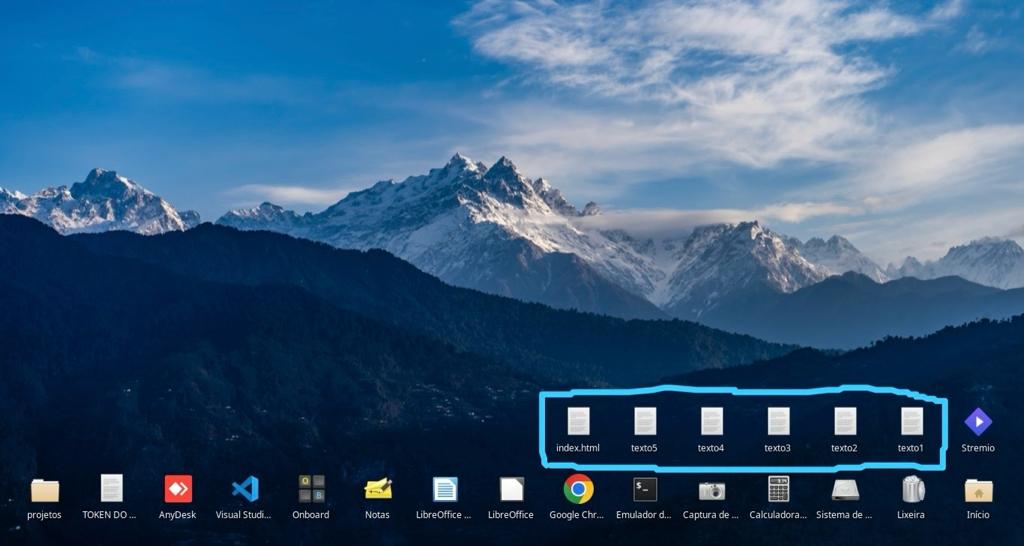 index.html
texto5
texto4
texto3
texto2
texto1
Stremio
projetos
TOKEN DO ...
AnyDesk
Visual Studi...
Onboard
Notas
LibreOffice ...
LibreOffice
Google Chr...
Emulador d...
Captura de ...
Calculadora...
Sistema de ...
Lixeira
Início